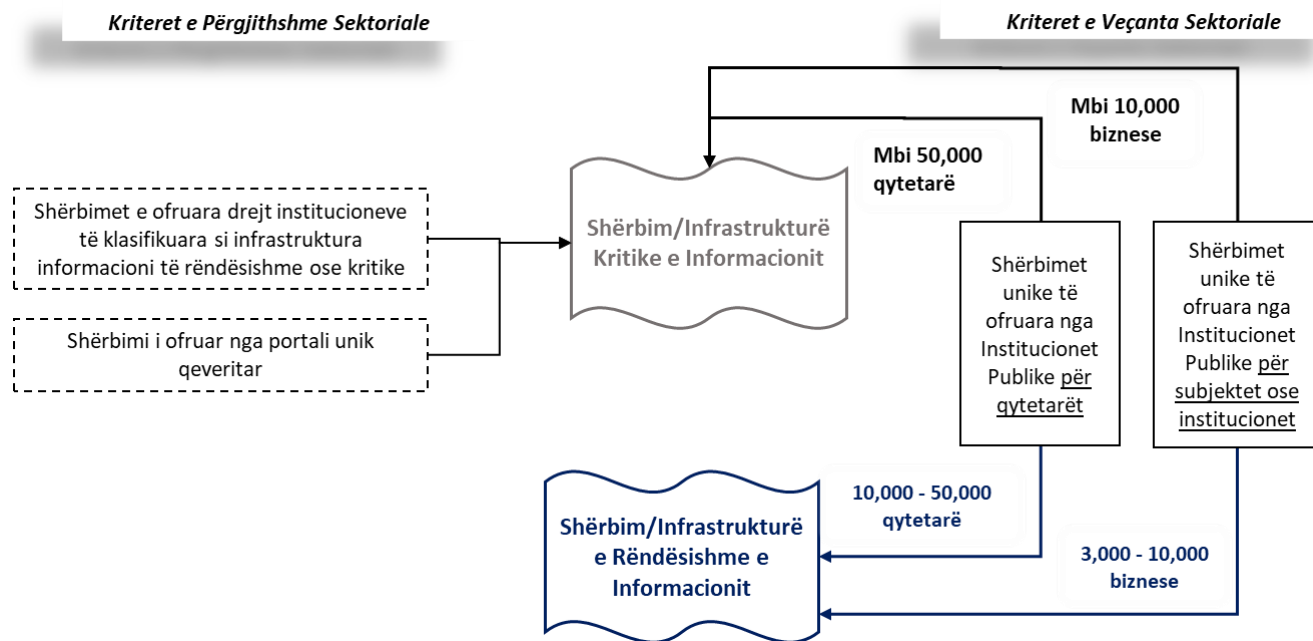 Kriteret e Përgjithshme Sektoriale
Kriteret e Veçanta Sektoriale
Mbi 10,000
biznese
Mbi 50,000
qytetarë
Shërbimet e ofruara drejt institucioneve
të klasifikuara si infrastruktura
informacioni të rëndësishme ose kritike
Shërbimi i ofruar nga portali unik
qeveritar
Shërbim/Infrastrukturë
Kritike e Informacionit
Shërbimet
unike të
ofruara nga
Institucionet
Publike për
qytetarët
Shërbimet
unike të
ofruara nga
Institucionet
Publike për
subjektet ose
institucionet
10,000 - 50,000
qytetarë
3,000 - 10,000
biznese
Shërbim/Infrastrukturë
e Rëndësishme e
Informacionit